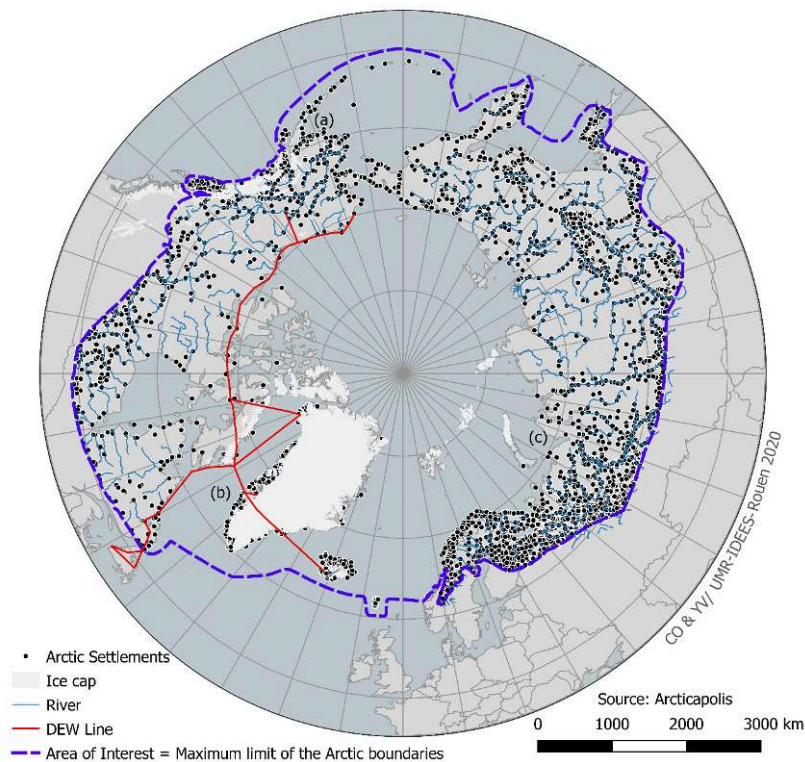 (a)
(b)
(c)
CO & YV/ UMR-IDEES- Rouen 2020
Arctic Settlements
Ice cap
River
DEW Line
Area of Interest = Maximum limit of the Arctic boundaries
Source: Arcticapolis
0 1000 2000 3000 km